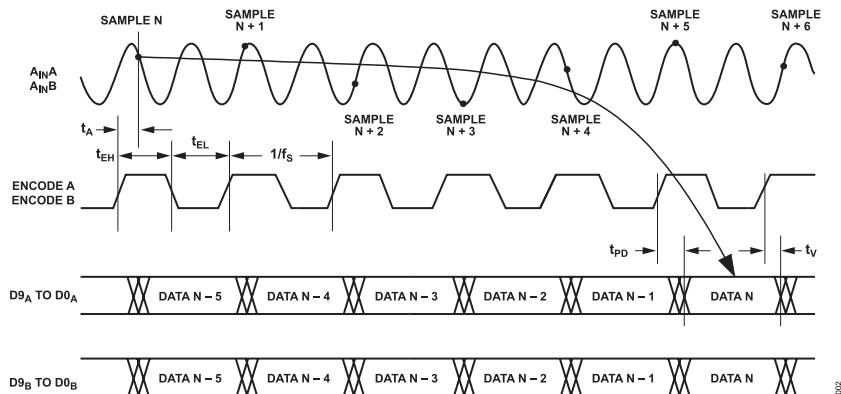 SAMPLE N
SAMPLE
N + 1
SAMPLE
N + 5
SAMPLE
N + 6
AINA
AINB
SAMPLE
N + 2
SAMPLE
N + 3
SAMPLE
N + 4
tA
tEH
tEL
1/fS
ENCODE A
ENCODE B
tPD
tV
D9A TO D0A
DATA N – 5
DATA N – 4
DATA N – 3
DATA N – 2
DATA N – 1
DATA N
D9B TO D0B
DATA N – 5
DATA N – 4
DATA N – 3
DATA N – 2
DATA N – 1
DATA N
002